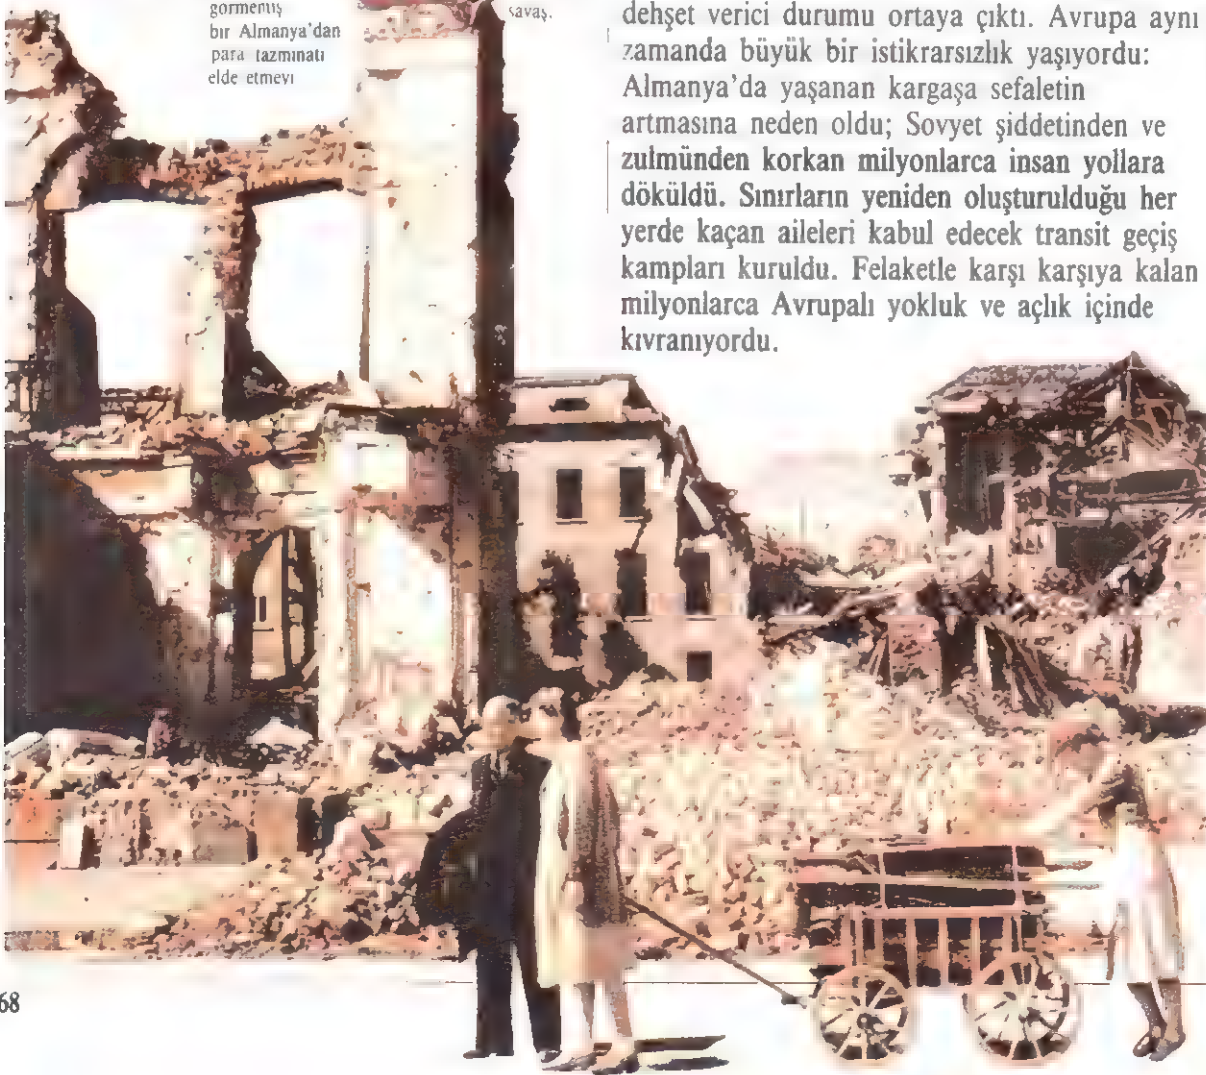 görmemiş
bir Almanya'dan
para tazminatı
elde etmeyi
savaş.
dehşet verici durumu ortaya çıktı. Avrupa aynı
zamanda büyük bir istikrarsızlık yaşıyordu:
Almanya'da yaşanan kargaşa sefaletin
artmasına neden oldu; Sovyet şiddetinden ve
zulmünden korkan milyonlarca insan yollara
döküldü. Sınırların yeniden oluşturulduğu her
yerde kaçan aileleri kabul edecek transit geçiş
kampları kuruldu. Felaketle karşı karşıya kalan
milyonlarca Avrupalı yokluk ve açlık içinde
kıvranıyordu.
68